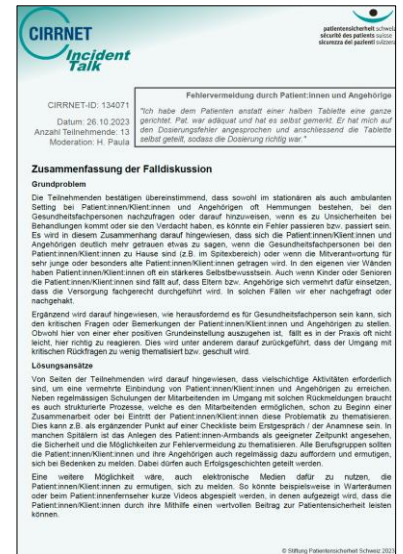 CIRRNET
Incident
Talk
patientensicherheit schweiz
sécurité des patients suisse
sicurezza dei pazienti svizzera
CIRRNET-ID: 134071
Datum: 26.10.2023
Anzahl Teilnehmende: 13
Moderation: H. Paula
Fehlervermeidung durch Patient:innen und Angehörige
"Ich habe dem Patienten anstatt einer halben Tablette eine ganze
gerichtet. Pat. war adäquat und hat es selbst gemerkt. Er hat mich auf
den Dosierungsfehler angesprochen und anschliessend die Tablette
selbst geteilt, sodass die Dosierung richtig war."
Zusammenfassung der Falldiskussion
Grundproblem
Die Teilnehmenden bestätigen übereinstimmend, dass sowohl im stationären als auch ambulanten
Setting bei Patient:innen/Klient:innen und Angehörigen oft Hemmungen bestehen, bei den
Gesundheitsfachpersonen nachzufragen oder darauf hinzuweisen, wenn es zu Unsicherheiten bei
Behandlungen kommt oder sie den Verdacht haben, es könnte ein Fehler passieren bzw. passiert sein.
Es wird in diesem Zusammenhang darauf hingewiesen, dass sich die Patient:innen/Klient:innen und
Angehörigen deutlich mehr getrauen etwas zu sagen, wenn die Gesundheitsfachpersonen bei den
Patient:innen/Klient:innen zu Hause sind (z.B. im Spitexbereich) oder wenn die Mitverantwortung für
sehr junge oder besonders alte Patient:innen/Klient:innen getragen wird. In den eigenen vier Wänden
haben Patient:innen/Klient:innen oft ein stärkeres Selbstbewusstsein. Auch wenn Kinder oder Senioren
die Patient:innen/Klient:innen sind fällt auf, dass Eltern bzw. Angehörige sich vermehrt dafür einsetzen,
dass die Versorgung fachgerecht durchgeführt wird. In solchen Fällen wir eher nachgefragt oder
nachgehakt.
Ergänzend wird darauf hingewiesen, wie herausfordernd es für Gesundheitsfachperson sein kann, sich
den kritischen Fragen oder Bemerkungen der Patient:innen/Klient:innen und Angehörigen zu stellen.
Obwohl hier von einer eher positiven Grundeinstellung auszugehen ist, fällt es in der Praxis oft nicht
leicht, hier richtig zu reagieren. Dies wird unter anderem darauf zurückgeführt, dass der Umgang mit
kritischen Rückfragen zu wenig thematisiert bzw. geschult wird.
Lösungsansätze
Von Seiten der Teilnehmenden wird darauf hingewiesen, dass vielschichtige Aktivitäten erforderlich
sind, um eine vermehrte Einbindung von Patient:innen/Klient:innen und Angehörigen zu erreichen.
Neben regelmässigen Schulungen der Mitarbeitenden im Umgang mit solchen Rückmeldungen braucht
es auch strukturierte Prozesse, welche es den Mitarbeitenden ermöglichen, schon zu Beginn einer
Zusammenarbeit oder bei Eintritt der Patient:innen/Klient:innen diese Problematik zu thematisieren.
Dies kann z.B. als ergänzender Punkt auf einer Checkliste beim Erstgespräch / der Anamnese sein. In
manchen Spitälern ist das Anlegen des Patient:innen-Armbands als geeigneter Zeitpunkt angesehen,
die Sicherheit und die Möglichkeiten zur Fehlervermeidung zu thematisieren. Alle Berufsgruppen sollten
die Patient:innen/Klient:innen und ihre Angehörigen auch regelmässig dazu auffordern und ermutigen,
sich bei Bedenken zu melden. Dabei dürfen auch Erfolgsgeschichten geteilt werden.
Eine weitere Möglichkeit wäre, auch elektronische Medien dafür zu nutzen, die
Patient:innen/Klient:innen zu ermutigen, sich zu melden. So könnte beispielsweise in Warteräumen
oder beim Patient:innenfernseher kurze Videos abgespielt werden, in denen aufgezeigt wird, dass die
Patient:innen/Klient:innen durch ihre Mithilfe einen wertvollen Beitrag zur Patientensicherheit leisten
können.
© Stiftung Patientensicherheit Schweiz 2023